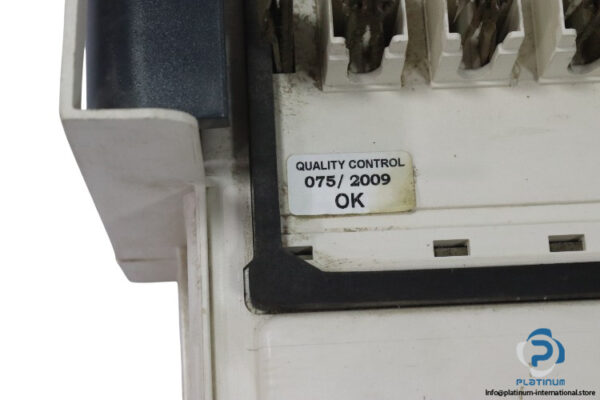 QUALITY CONTROL
075/ 2009
OK
PLATINUM
Info@platinum-international.store